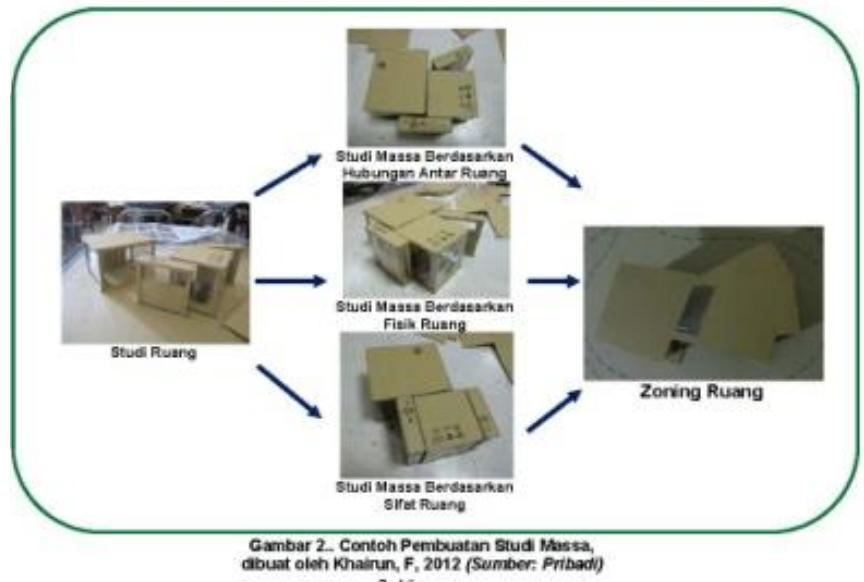 Studi Massa Berdasarkan
Hubungan Antar Ruang
Studi Ruang
Studi Massa Berdasarkan
Fisik Ruang
Zoning Ruang
Studi Massa Berdasarkan
Sifat Ruang
Gambar 2.. Contoh Pembuatan Studi Massa,
dibuat oleh Khairun, F, 2012 (Sumber: Pribadi)